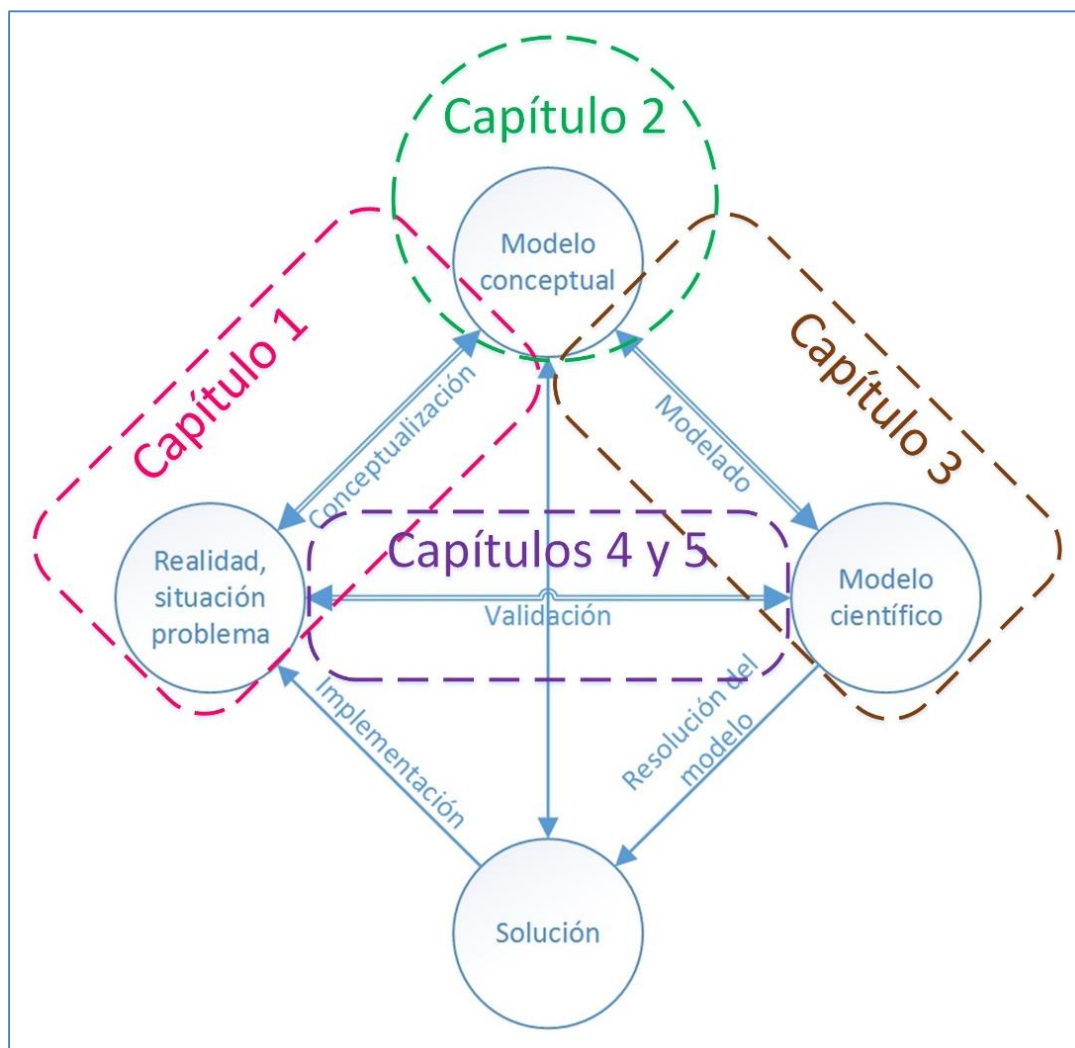 Capítulo 2
Modelo
conceptual
Capítulo 1
Capítulo 3
Conceptualización
Modelado
Capítulos 4 y 5
Realidad,
situación
problema
Validación
Modelo
científico
Implementación
Resolución del
modelo
Solución